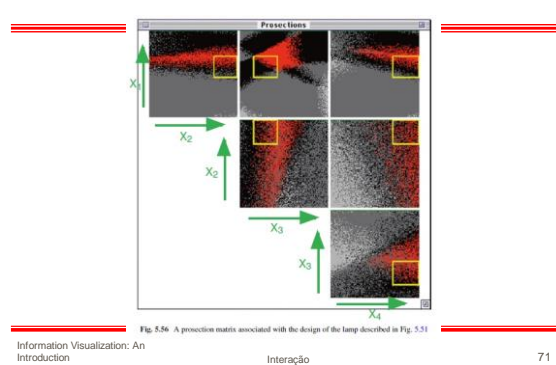 Prosections
X1
X2
X2
X3
X3
X4
Fig. 5.56 A prosection matrix associated with the design of the lamp described in Fig. 5.51
Information Visualization: An
Introduction
Interação
71